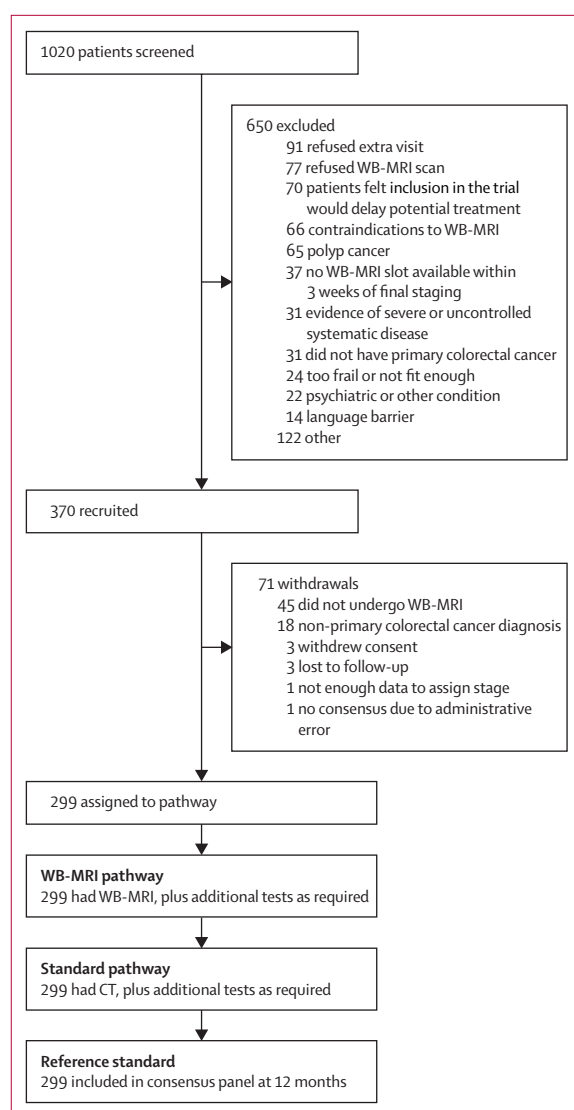 1020 patients screened
650 excluded
91 refused extra visit
77 refused WB-MRI scan
70 patients felt inclusion in the trial
would delay potential treatment
66 contraindications to WB-MRI
65 polyp cancer
37 no WB-MRI slot available within
3 weeks of final staging
31 evidence of severe or uncontrolled
systematic disease
31 did not have primary colorectal cancer
24 too frail or not fit enough
22 psychiatric or other condition
14 language barrier
122 other
370 recruited
71 withdrawals
45 did not undergo WB-MRI
18 non-primary colorectal cancer diagnosis
3 withdrew consent
3 lost to follow-up
1 not enough data to assign stage
1 no consensus due to administrative
error
299 assigned to pathway
WB-MRI pathway
299 had WB-MRI, plus additional tests as required
Standard pathway
299 had CT, plus additional tests as required
Reference standard
299 included in consensus panel at 12 months